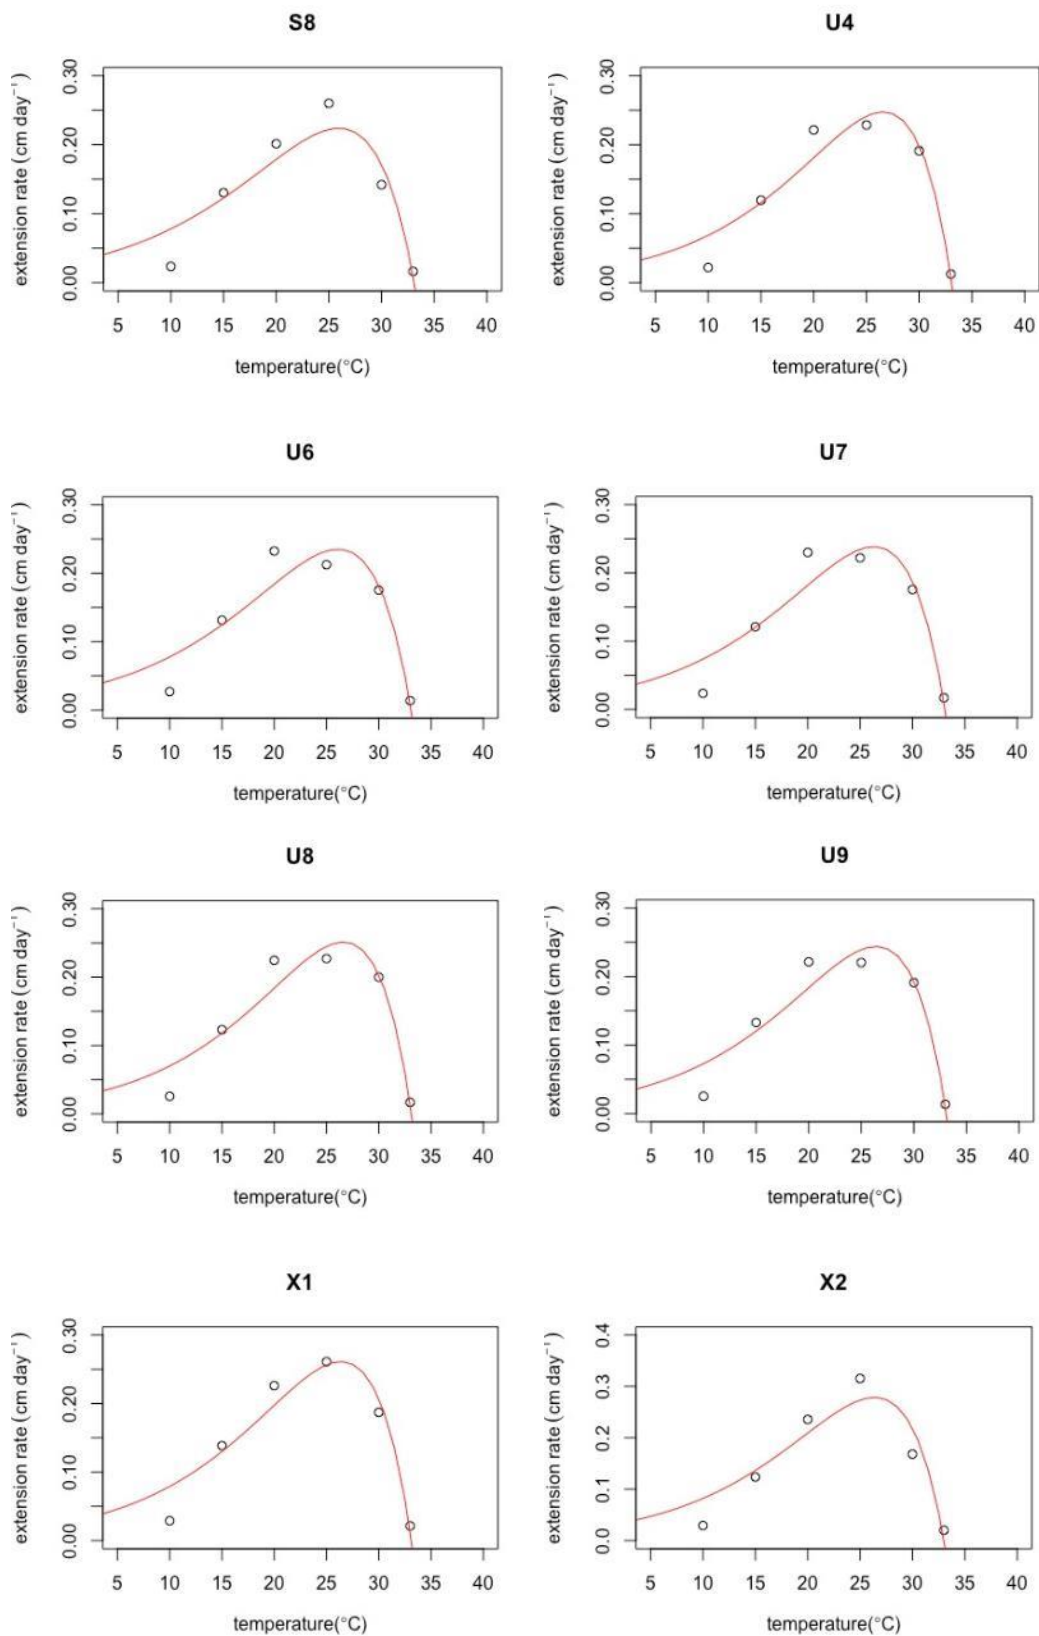 S8
extension rate (cm day⁻¹)
0.00 0.10 0.20 0.30
5 10 15 20 25 30 35 40
temperature(°C)
U4
extension rate (cm day⁻¹)
0.00 0.10 0.20 0.30
5 10 15 20 25 30 35 40
temperature(°C)
U6
extension rate (cm day⁻¹)
0.00 0.10 0.20 0.30
5 10 15 20 25 30 35 40
temperature(°C)
U7
extension rate (cm day⁻¹)
0.00 0.10 0.20 0.30
5 10 15 20 25 30 35 40
temperature(°C)
U8
extension rate (cm day⁻¹)
0.00 0.10 0.20 0.30
5 10 15 20 25 30 35 40
temperature(°C)
U9
extension rate (cm day⁻¹)
0.00 0.10 0.20 0.30
5 10 15 20 25 30 35 40
temperature(°C)
X1
extension rate (cm day⁻¹)
0.00 0.10 0.20 0.30
5 10 15 20 25 30 35 40
temperature(°C)
X2
extension rate (cm day⁻¹)
0.0 0.1 0.2 0.3 0.4
5 10 15 20 25 30 35 40
temperature(°C)